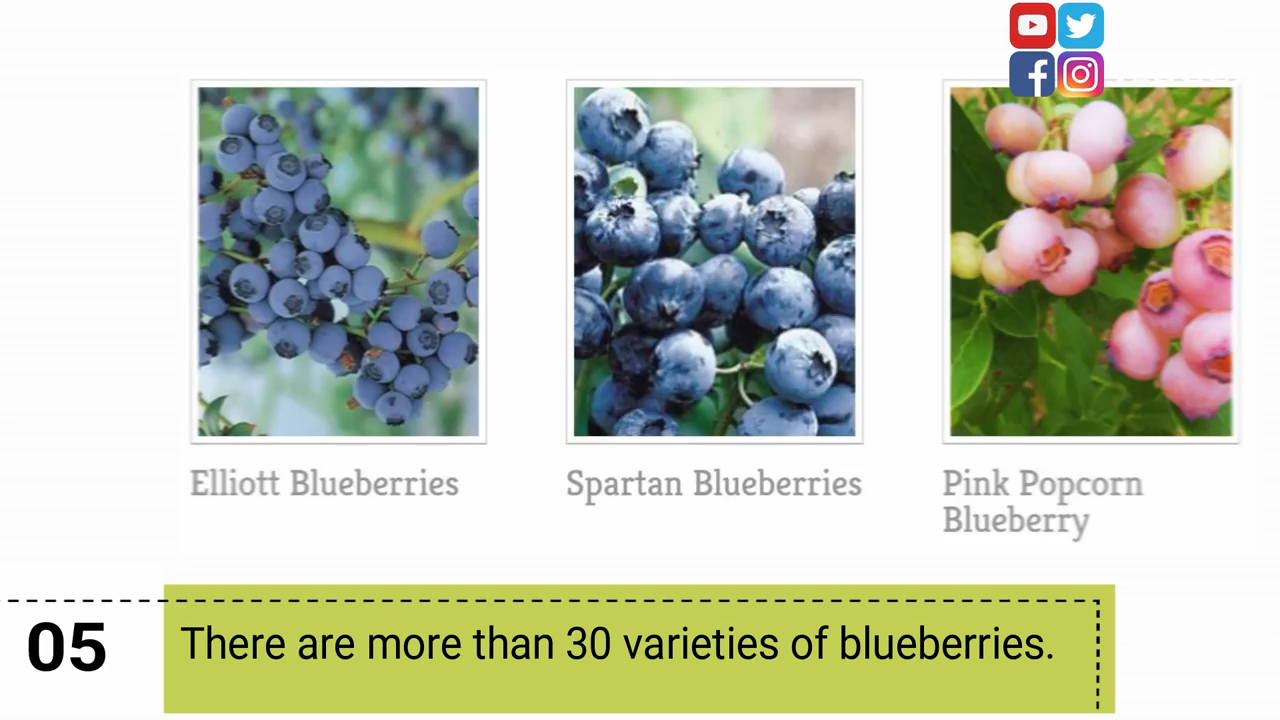 Elliott Blueberries
Spartan Blueberries
Pink Popcorn
Blueberry
05
There are more than 30 varieties of blueberries.